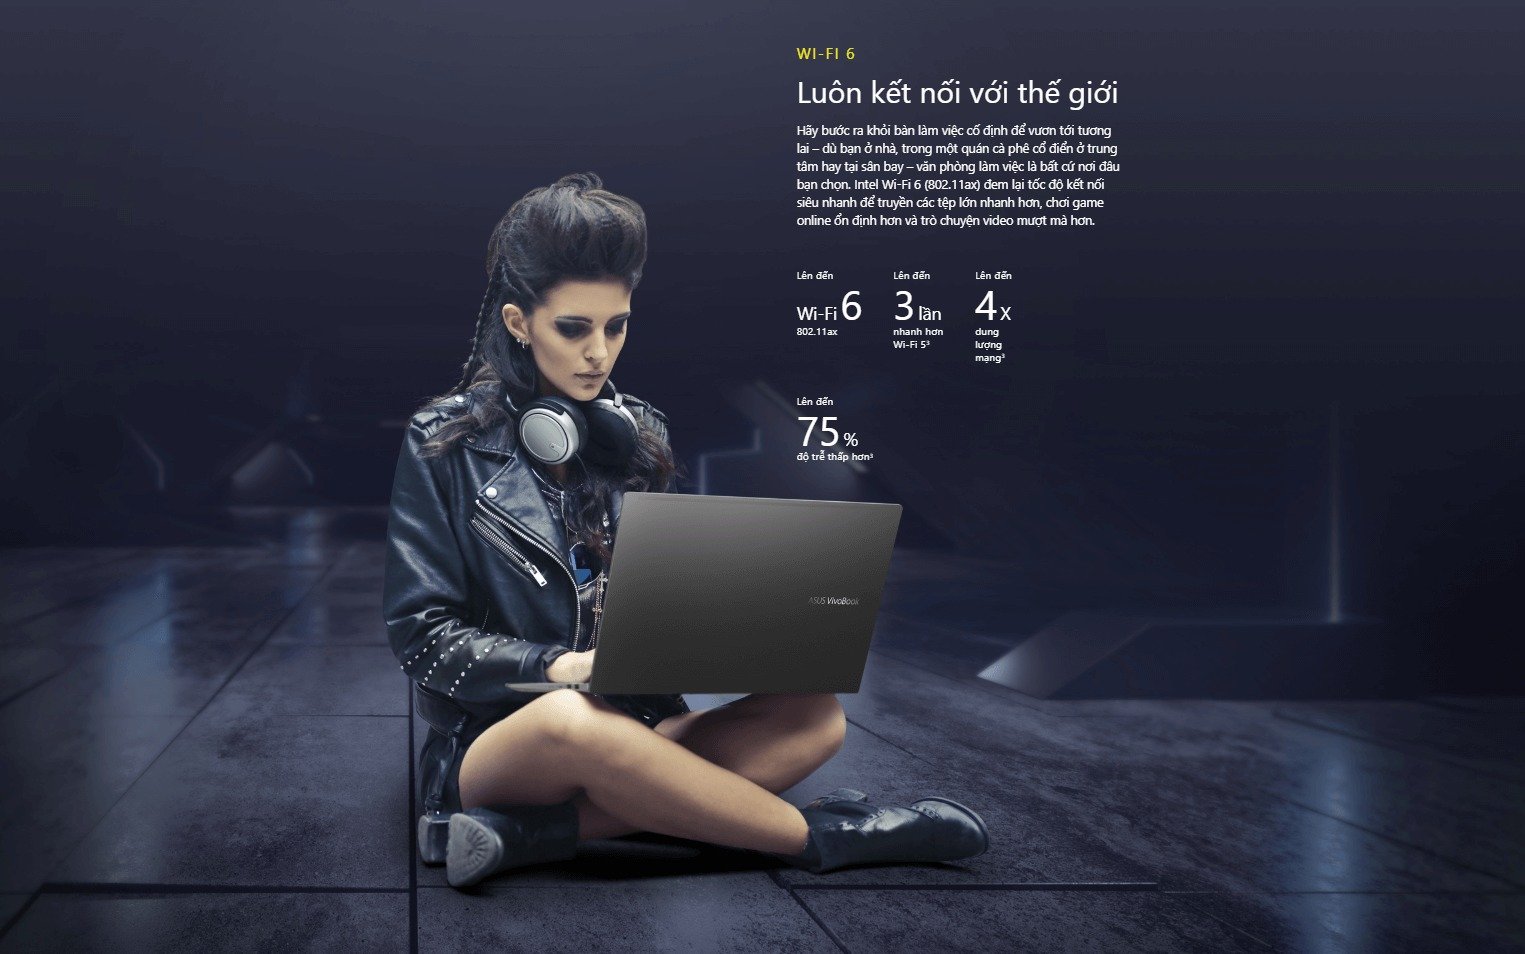 WI-FI 6
Luôn kết nối với thế giới
Hãy bước ra khỏi bàn làm việc cố định để vươn tới tương
lai – dù bạn ở nhà, trong một quán cà phê cổ điển ở trung
tâm hay tại sân bay – văn phòng làm việc là bất cứ nơi đâu
bạn chọn. Intel Wi-Fi 6 (802.11ax) đem lại tốc độ kết nối
siêu nhanh để truyền các tệp lớn nhanh hơn, chơi game
online ổn định hơn và trò chuyện video mượt mà hơn.
Lên đến
Wi-Fi 6
802.11ax
Lên đến
3 lần
nhanh hơn
Wi-Fi 5³
Lên đến
4 X
dung
lượng
mạng³
Lên đến
75 %
độ trễ thấp hơn³
ASUS VivoBook